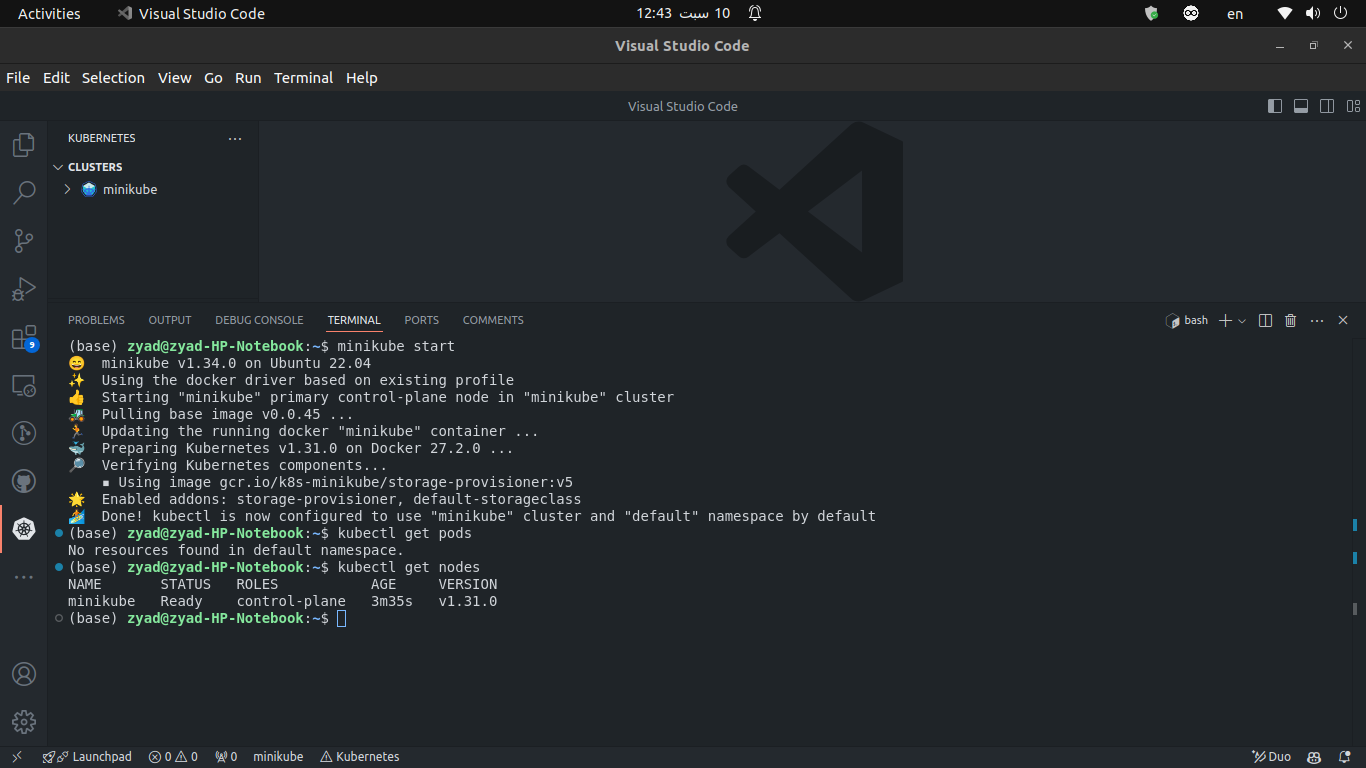 Activities Visual Studio Code 12:43 10 سبت en
Visual Studio Code
File Edit Selection View Go Run Terminal Help
Visual Studio Code
KUBERNETES
CLUSTERS
minikube
9
PROBLEMS OUTPUT DEBUG CONSOLE TERMINAL PORTS COMMENTS bash
(base) zyad@zyad-HP-Notebook:~$ minikube start
😄 minikube v1.34.0 on Ubuntu 22.04
✨ Using the docker driver based on existing profile
👍 Starting "minikube" primary control-plane node in "minikube" cluster
🚜 Pulling base image v0.0.45 ...
🏃 Updating the running docker "minikube" container ...
🐳 Preparing Kubernetes v1.31.0 on Docker 27.2.0 ...
🔎 Verifying Kubernetes components...
▪ Using image gcr.io/k8s-minikube/storage-provisioner:v5
🌟 Enabled addons: storage-provisioner, default-storageclass
🏄 Done! kubectl is now configured to use "minikube" cluster and "default" namespace by default
(base) zyad@zyad-HP-Notebook:~$ kubectl get pods
No resources found in default namespace.
(base) zyad@zyad-HP-Notebook:~$ kubectl get nodes
NAME STATUS ROLES AGE VERSION
minikube Ready control-plane 3m35s v1.31.0
(base) zyad@zyad-HP-Notebook:~$
Launchpad 0 0 0 minikube Kubernetes Duo